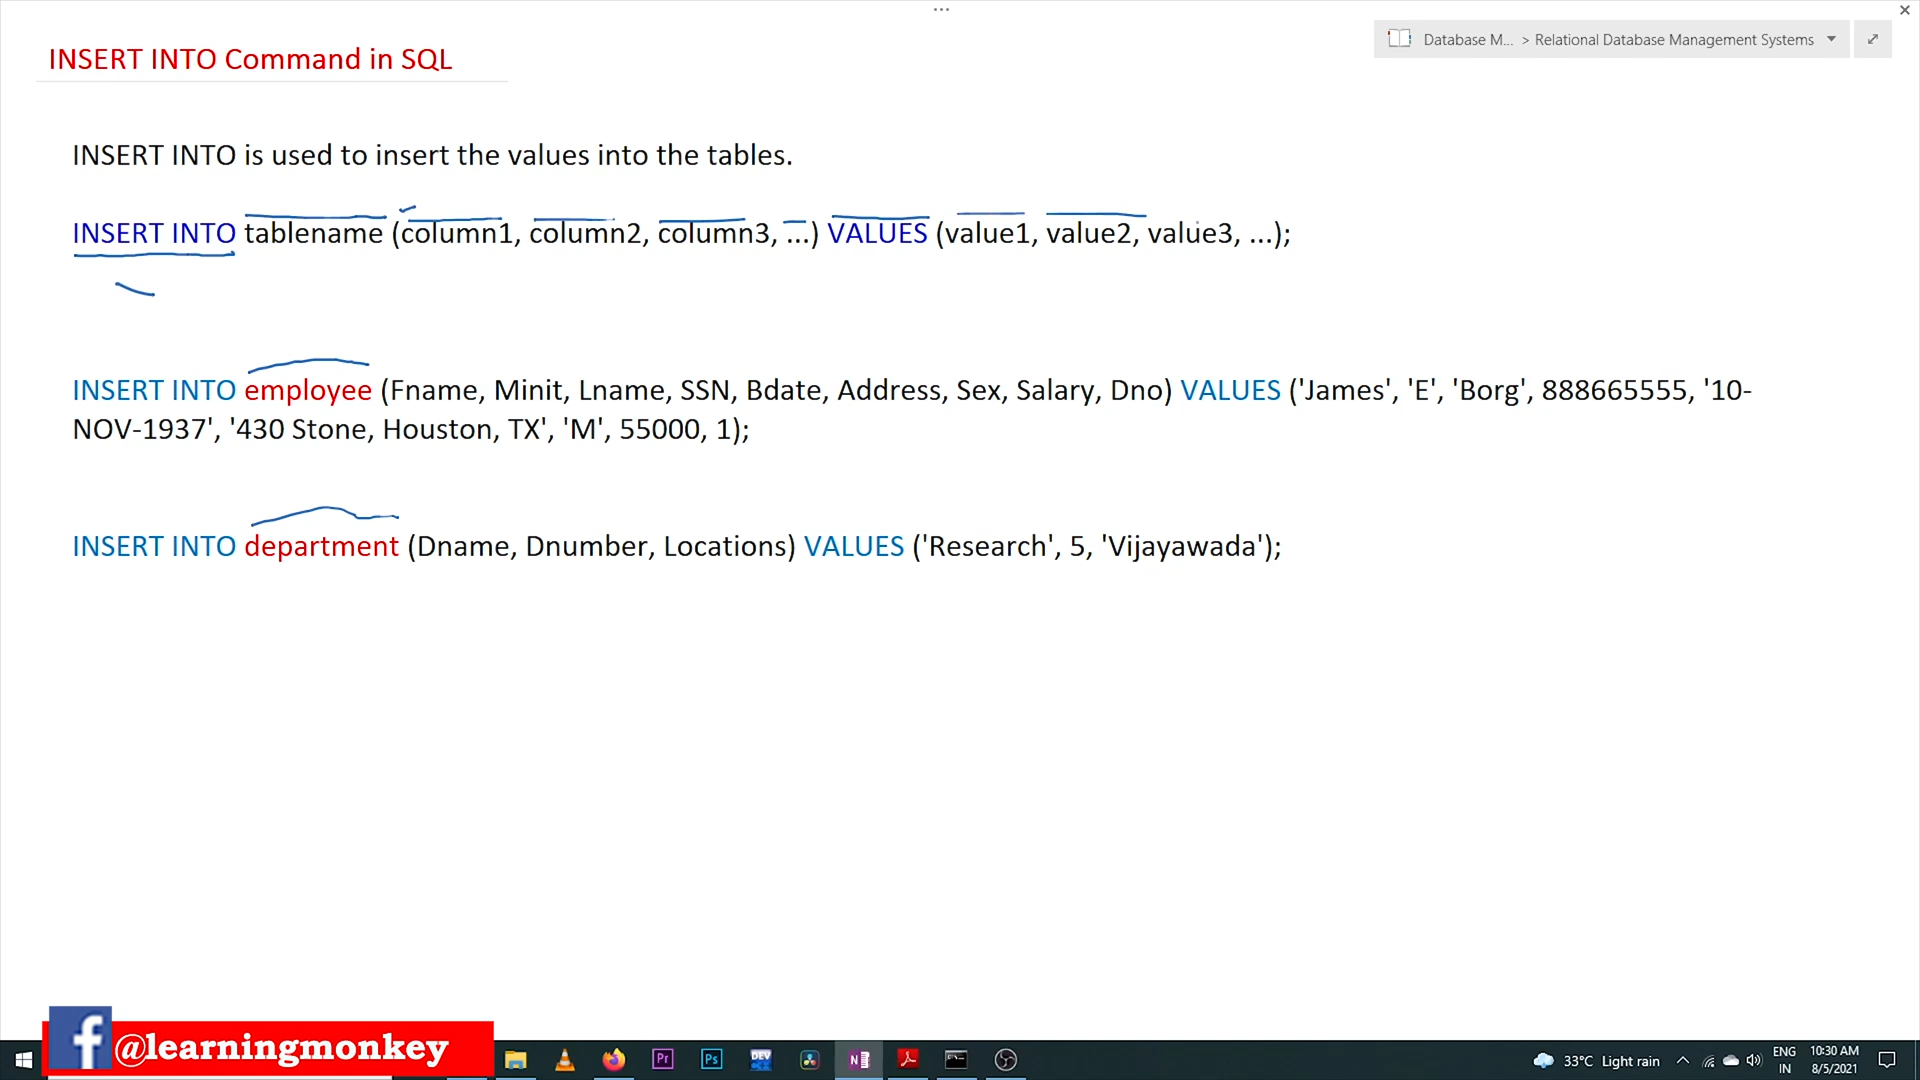 Database M... > Relational Database Management Systems
INSERT INTO Command in SQL
INSERT INTO is used to insert the values into the tables.
INSERT INTO tablename (column1, column2, column3, ...) VALUES (value1, value2, value3, ...);
INSERT INTO employee (Fname, Minit, Lname, SSN, Bdate, Address, Sex, Salary, Dno) VALUES ('James', 'E', 'Borg', 888665555, '10-
NOV-1937', '430 Stone, Houston, TX', 'M', 55000, 1);
INSERT INTO department (Dname, Dnumber, Locations) VALUES ('Research', 5, 'Vijayawada');
f @learningmonkey
Pr Ps DEV N
33°C Light rain
ENG
IN
10:30 AM
8/5/2021